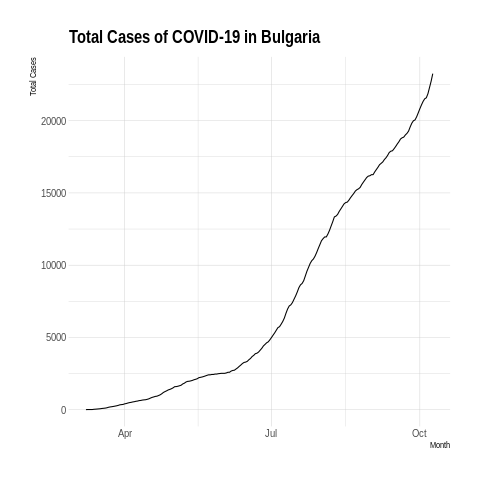 Total Cases of COVID-19 in Bulgaria
Total Cases
20000
15000
10000
5000
0
Apr
Jul
Oct
Month